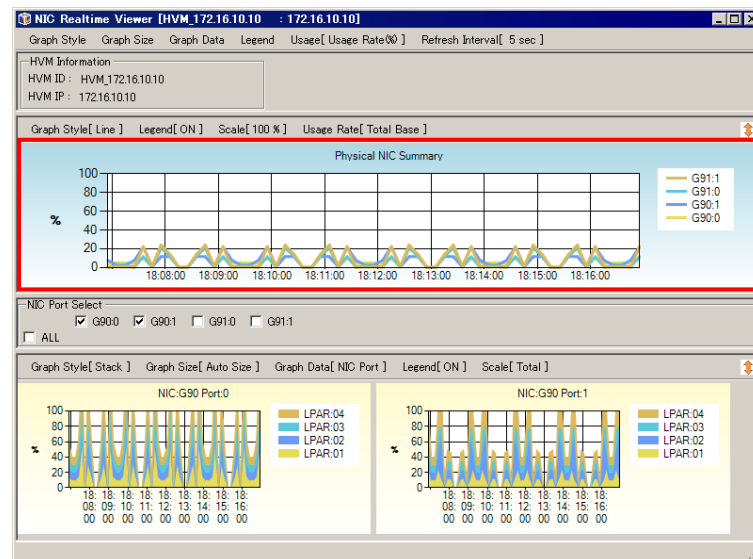 NIC Realtime Viewer [HVM_172.16.10.10 : 172.16.10.10]
Graph Style Graph Size Graph Data Legend Usage[ Usage Rate(%) ] Refresh Interval[ 5 sec ]
HVM Information
HVM ID : HVM_172.16.10.10
HVM IP : 172.16.10.10
Graph Style[ Line ] Legend[ ON ] Scale[ 100 % ] Usage Rate[ Total Base ]
Physical NIC Summary
100
80
60
40
20
0
%
G91:1
G91:0
G90:1
G90:0
18:08:00 18:09:00 18:10:00 18:11:00 18:12:00 18:13:00 18:14:00 18:15:00 18:16:00
NIC Port Select
G90:0 G90:1 G91:0 G91:1
ALL
Graph Style[ Stack ] Graph Size[ Auto Size ] Graph Data[ NIC Port ] Legend[ ON ] Scale[ Total ]
NIC:G90 Port:0
100
80
60
40
20
0
%
LPAR:04
LPAR:03
LPAR:02
LPAR:01
18: 18: 18: 18: 18: 18: 18: 18: 18:
08: 09: 10: 11: 12: 13: 14: 15: 16:
00 00 00 00 00 00 00 00 00
NIC:G90 Port:1
100
80
60
40
20
0
%
LPAR:04
LPAR:03
LPAR:02
LPAR:01
18: 18: 18: 18: 18: 18: 18: 18: 18:
08: 09: 10: 11: 12: 13: 14: 15: 16:
00 00 00 00 00 00 00 00 00